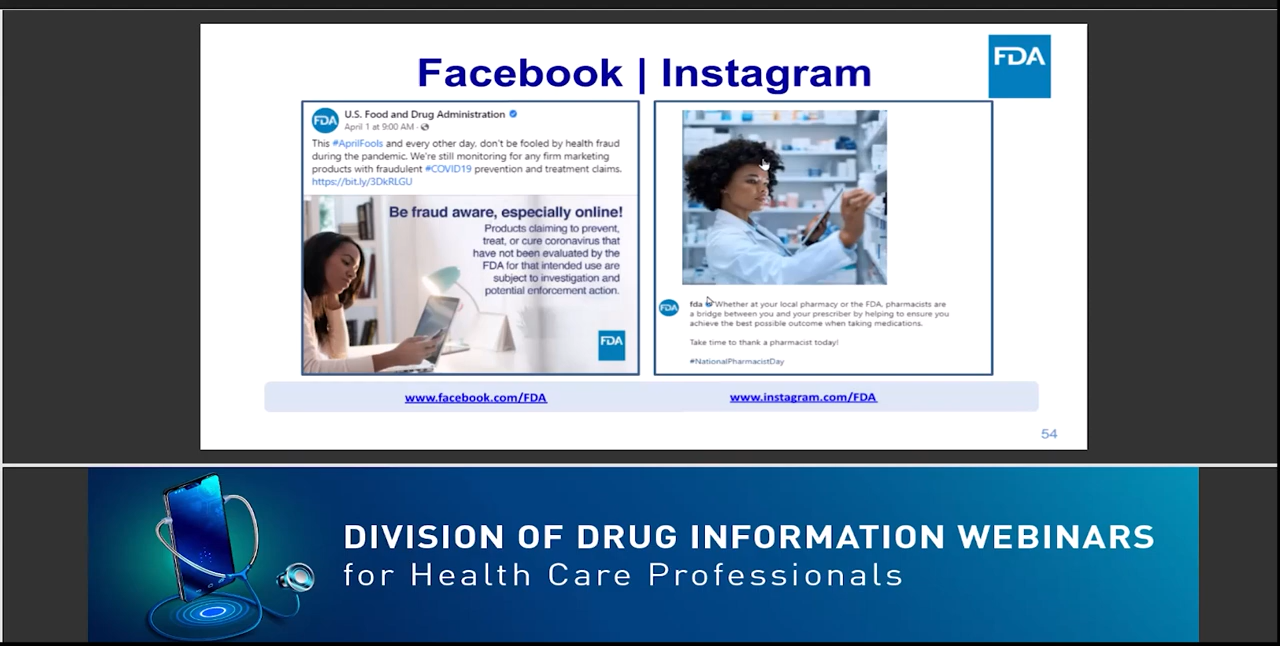 Facebook | Instagram
FDA
FDA
U.S. Food and Drug Administration
April 1 at 9:00 AM ·
This #AprilFools and every other day, don't be fooled by health fraud
during the pandemic. We're still monitoring for any firm marketing
products with fraudulent #COVID19 prevention and treatment claims.
https://bit.ly/3DkRLGU
Be fraud aware, especially online!
Products claiming to prevent,
treat, or cure coronavirus that
have not been evaluated by the
FDA for that intended use are
subject to investigation and
potential enforcement action.
FDA
FDA
fda Whether at your local pharmacy or the FDA, pharmacists are
a bridge between you and your prescriber by helping to ensure you
achieve the best possible outcome when taking medications.
Take time to thank a pharmacist today!
#NationalPharmacistDay
www.facebook.com/FDA
www.instagram.com/FDA
54
DIVISION OF DRUG INFORMATION WEBINARS
for Health Care Professionals